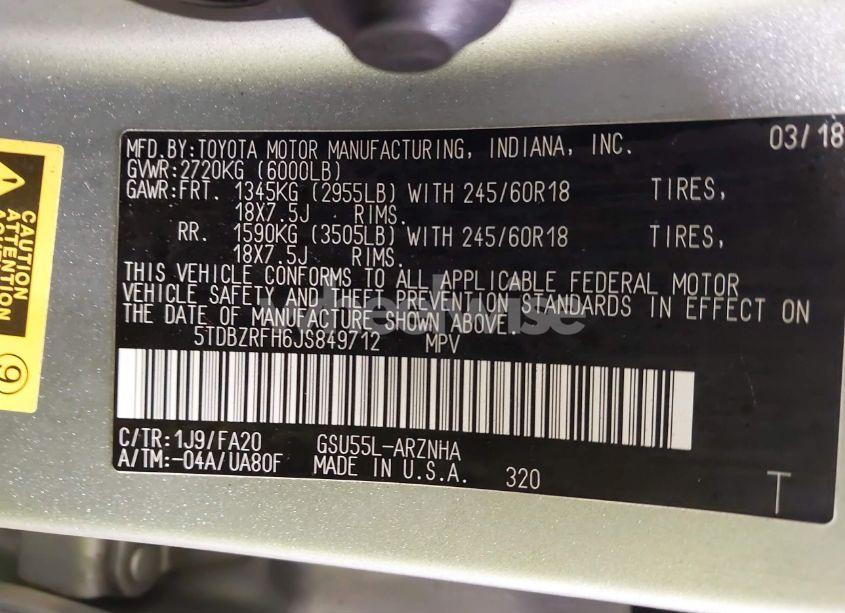 MFD.BY:TOYOTA MOTOR MANUFACTURING, INDIANA, INC. 03/18
GVWR:2720KG (6000LB)
GAWR:FRT. 1345KG (2955LB) WITH 245/60R18 TIRES,
18X7.5J RIMS.
RR. 1590KG (3505LB) WITH 245/60R18 TIRES,
18X7.5J RIMS.
THIS VEHICLE CONFORMS TO ALL APPLICABLE FEDERAL MOTOR
VEHICLE SAFETY AND THEFT PREVENTION STANDARDS IN EFFECT ON
THE DATE OF MANUFACTURE SHOWN ABOVE.
5TDBZRFH6JS849712 MPV
C/TR:1J9/FA20 GSU55L-ARZNHA
A/TM:-04A/UA80F MADE IN U.S.A. 320
T
CAUTION
ATTENTION
9